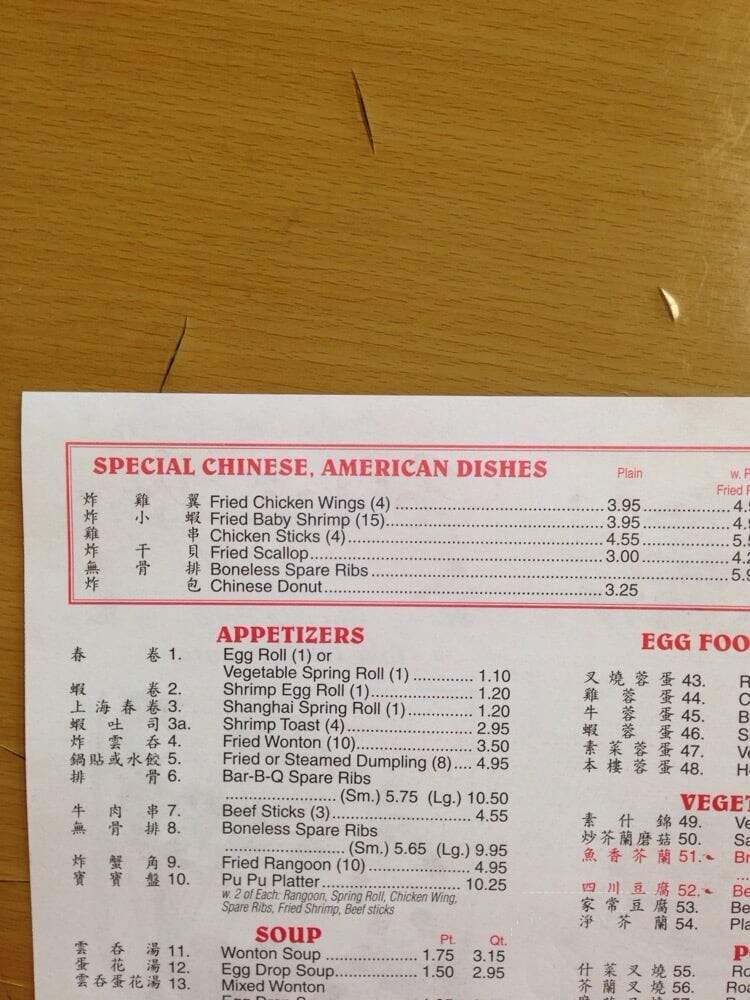 SPECIAL CHINESE, AMERICAN DISHES Plain
炸雞翼 Fried Chicken Wings (4) 3.95
炸小蝦 Fried Baby Shrimp (15) 3.95
雞串 Chicken Sticks (4) 4.55
炸干貝 Fried Scallop 3.00
無骨排 Boneless Spare Ribs
炸包 Chinese Donut 3.25
APPETIZERS
春卷 1. Egg Roll (1) or
Vegetable Spring Roll (1) 1.10
蝦卷 2. Shrimp Egg Roll (1) 1.20
上海春卷 3. Shanghai Spring Roll (1) 1.20
蝦吐司 3a. Shrimp Toast (4) 2.95
炸雲吞 4. Fried Wonton (10) 3.50
鍋貼或水餃 5. Fried or Steamed Dumpling (8) 4.95
排骨 6. Bar-B-Q Spare Ribs
(Sm.) 5.75 (Lg.) 10.50
牛肉串 7. Beef Sticks (3) 4.55
無骨排 8. Boneless Spare Ribs
(Sm.) 5.65 (Lg.) 9.95
炸蟹角 9. Fried Rangoon (10) 4.95
寶寶盤 10. Pu Pu Platter 10.25
w. 2 of Each: Rangoon, Spring Roll, Chicken Wing,
Spare Ribs, Fried Shrimp, Beef sticks
SOUP Pt. Qt.
雲吞湯 11. Wonton Soup 1.75 3.15
蛋花湯 12. Egg Drop Soup 1.50 2.95
雲吞蛋花湯 13. Mixed Wonton
EGG FOO
叉燒蓉蛋 43.
雞蓉蛋 44.
牛蓉蛋 45.
蝦蓉蛋 46.
素菜蓉蛋 47.
本樓蓉蛋 48.
素什錦 49.
炒芥蘭磨菇 50.
魚香芥蘭 51.
四川豆腐 52.
家常豆腐 53.
淨芥蘭 54.
什菜叉燒 55.
芥蘭叉燒 56.